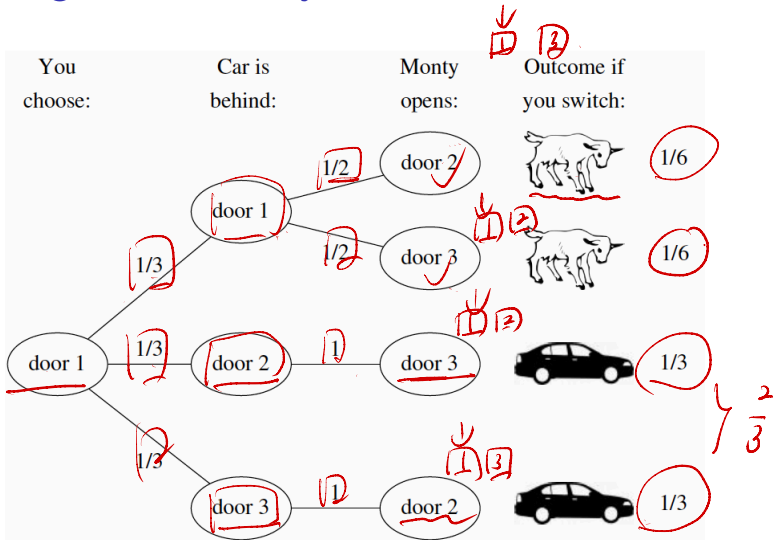 1 3
You Car is Monty Outcome if
choose: behind: opens: you switch:
1/2 door 2 1/6
door 1
1 2
1/2 door 3 1/6
1/3
1 2
door 1 1/3 door 2 1 door 3 1/3
2/3
1/3
1 3
door 3 1 door 2 1/3